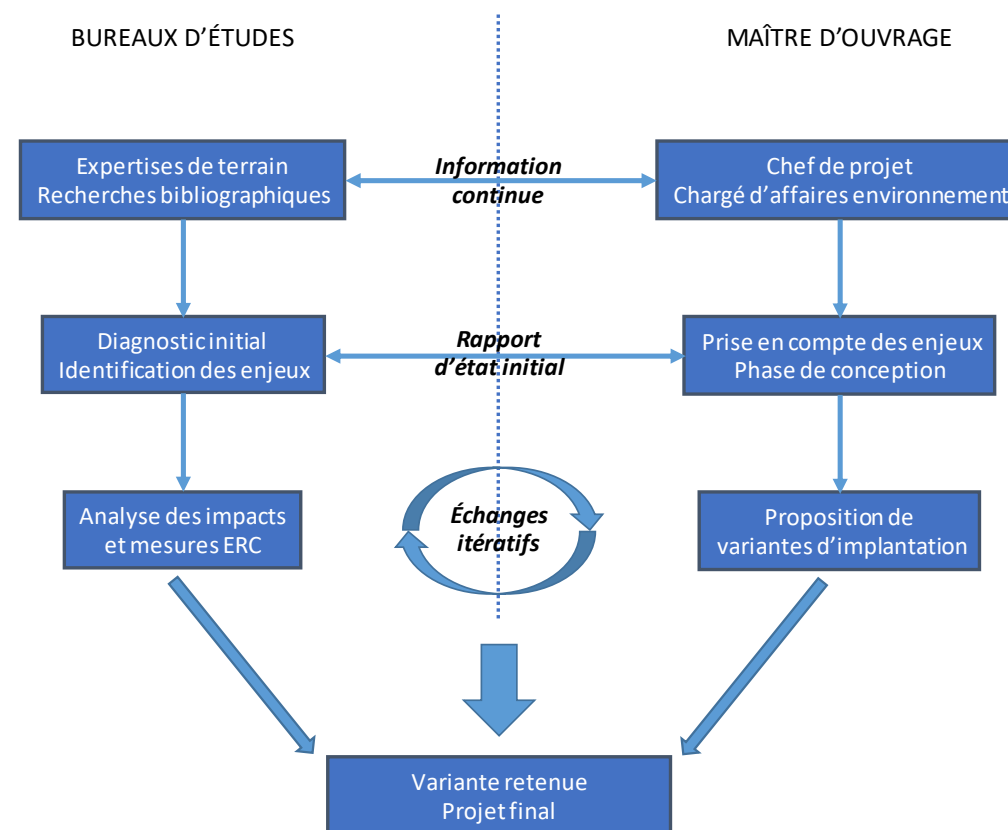 BUREAUX D’ÉTUDES
MAÎTRE D’OUVRAGE
Expertises de terrain
Recherches bibliographiques
Information
continue
Chef de projet
Chargé d’affaires environnement
Diagnostic initial
Identification des enjeux
Rapport
d’état initial
Prise en compte des enjeux
Phase de conception
Analyse des impacts
et mesures ERC
Échanges
itératifs
Proposition de
variantes d’implantation
Variante retenue
Projet final